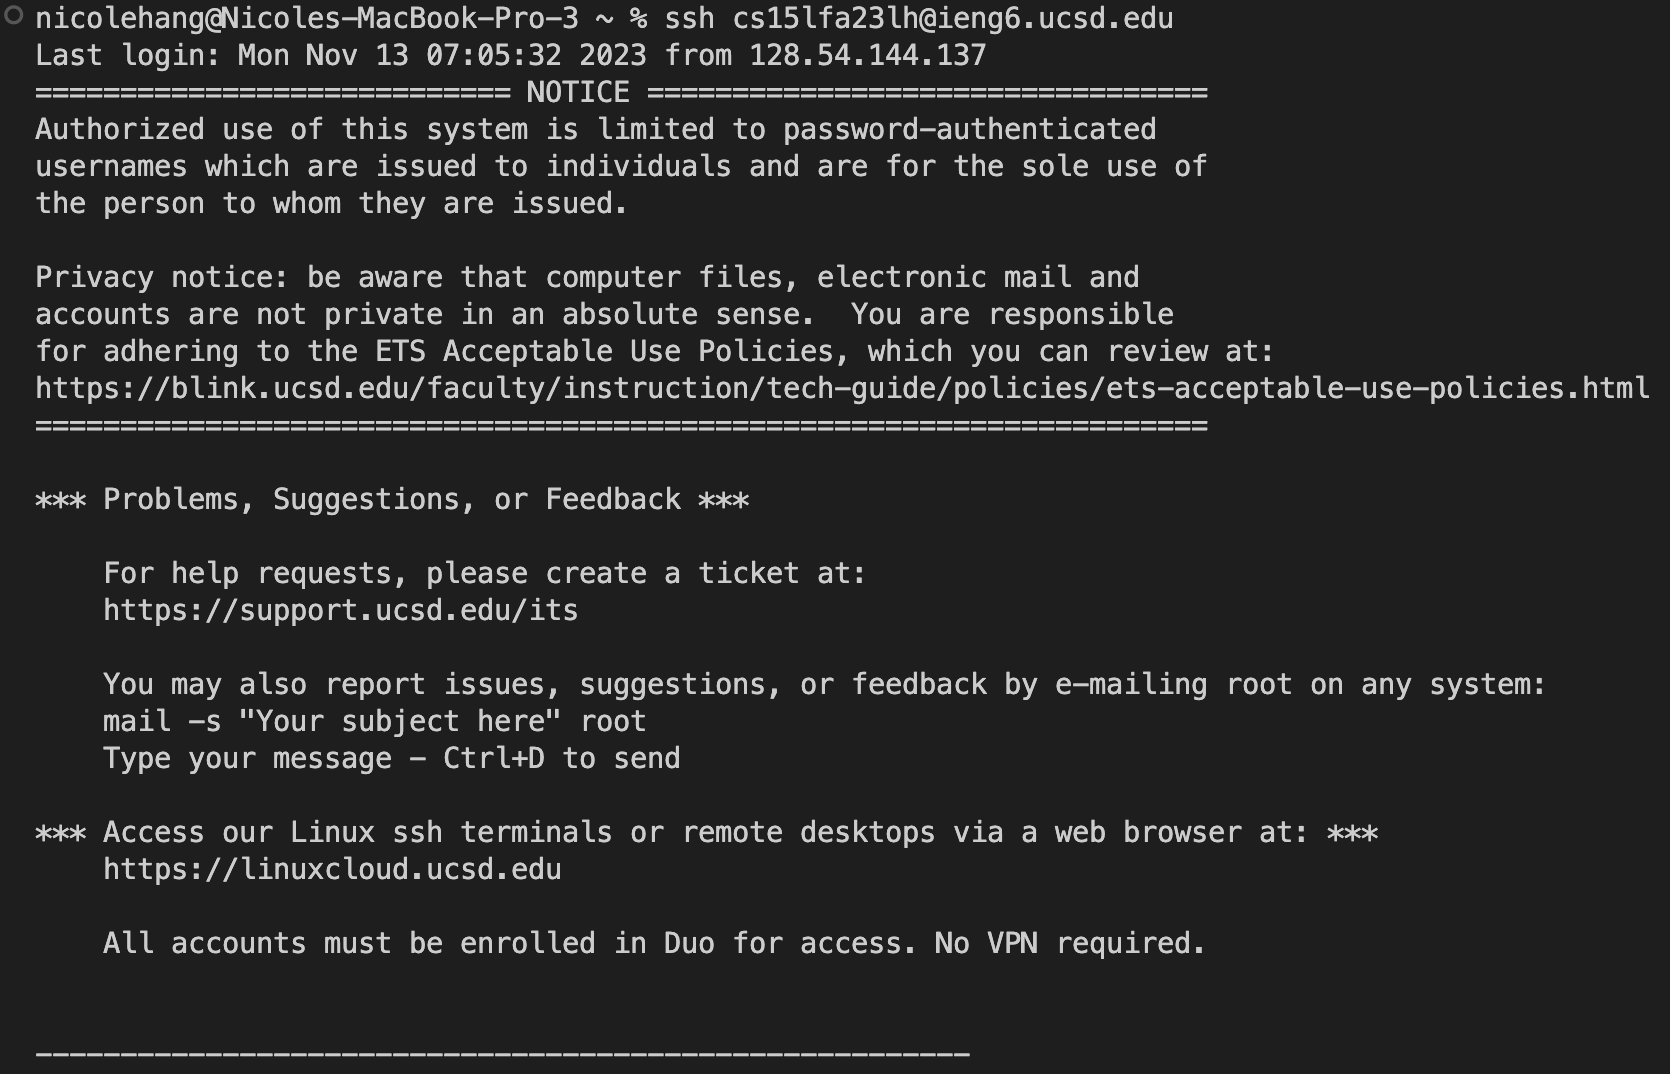 nicolehang@Nicoles-MacBook-Pro-3 ~ % ssh cs15lfa23lh@ieng6.ucsd.edu
Last login: Mon Nov 13 07:05:32 2023 from 128.54.144.137
============================ NOTICE =================================
Authorized use of this system is limited to password-authenticated
usernames which are issued to individuals and are for the sole use of
the person to whom they are issued.

Privacy notice: be aware that computer files, electronic mail and
accounts are not private in an absolute sense.  You are responsible
for adhering to the ETS Acceptable Use Policies, which you can review at:
https://blink.ucsd.edu/faculty/instruction/tech-guide/policies/ets-acceptable-use-policies.html
=====================================================================

*** Problems, Suggestions, or Feedback ***

    For help requests, please create a ticket at:
    https://support.ucsd.edu/its

    You may also report issues, suggestions, or feedback by e-mailing root on any system:
    mail -s "Your subject here" root
    Type your message - Ctrl+D to send

*** Access our Linux ssh terminals or remote desktops via a web browser at: ***
    https://linuxcloud.ucsd.edu

    All accounts must be enrolled in Duo for access. No VPN required.


-------------------------------------------------------